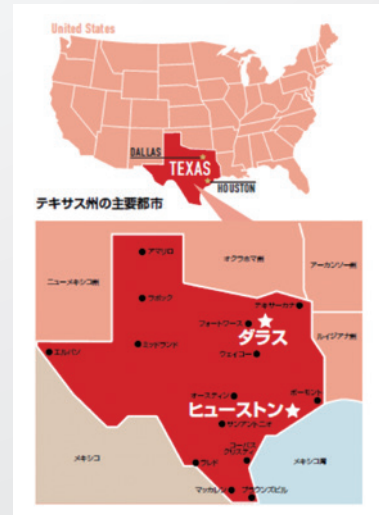 United States
DALLAS
TEXAS
HOUSTON
テキサス州の主要都市
アマリロ
オクラホマ州
アーカンソー州
ニューメキシコ州
ラボック
テキサーカナ
フォートワース
ダラス
ルイジアナ州
ミッドランド
エルパソ
ウェイコー
オースティン
ボーモント
ヒューストン
サンアントニオ
コーパス
クリスティ
メキシコ
ラレド
メキシコ湾
マッカレン
ブラウンズビル